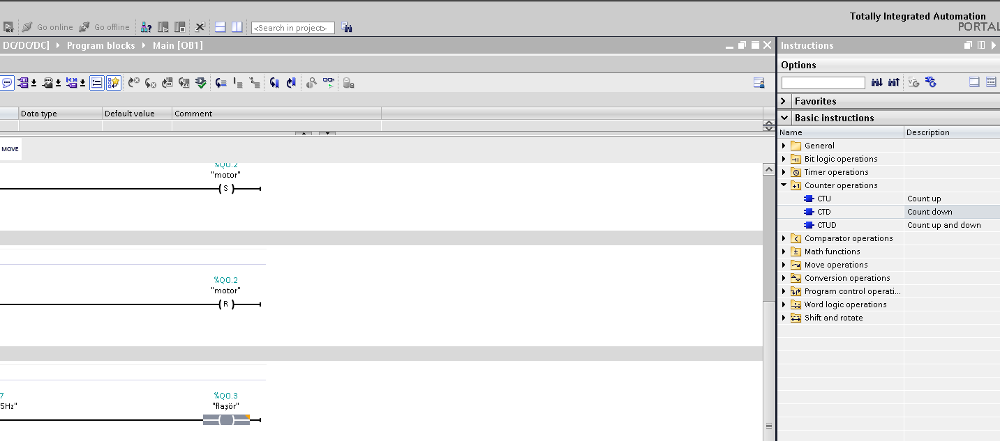 Totally Integrated Automation
PORTAL
RT Go online Go offline <Search in project>
DC/DC/DC] Program blocks Main [OB1]
Instructions
Options
Favorites
Basic instructions
Data type Default value Comment
Name Description
MOVE
General
Bit logic operations
Timer operations
Counter operations
CTU Count up
CTD Count down
CTUD Count up and down
Comparator operations
Math functions
Move operations
Conversion operations
Program control operati...
Word logic operations
Shift and rotate
%Q0.2
"motor"
S
%Q0.2
"motor"
R
7 %Q0.3
5Hz" "flaşör"